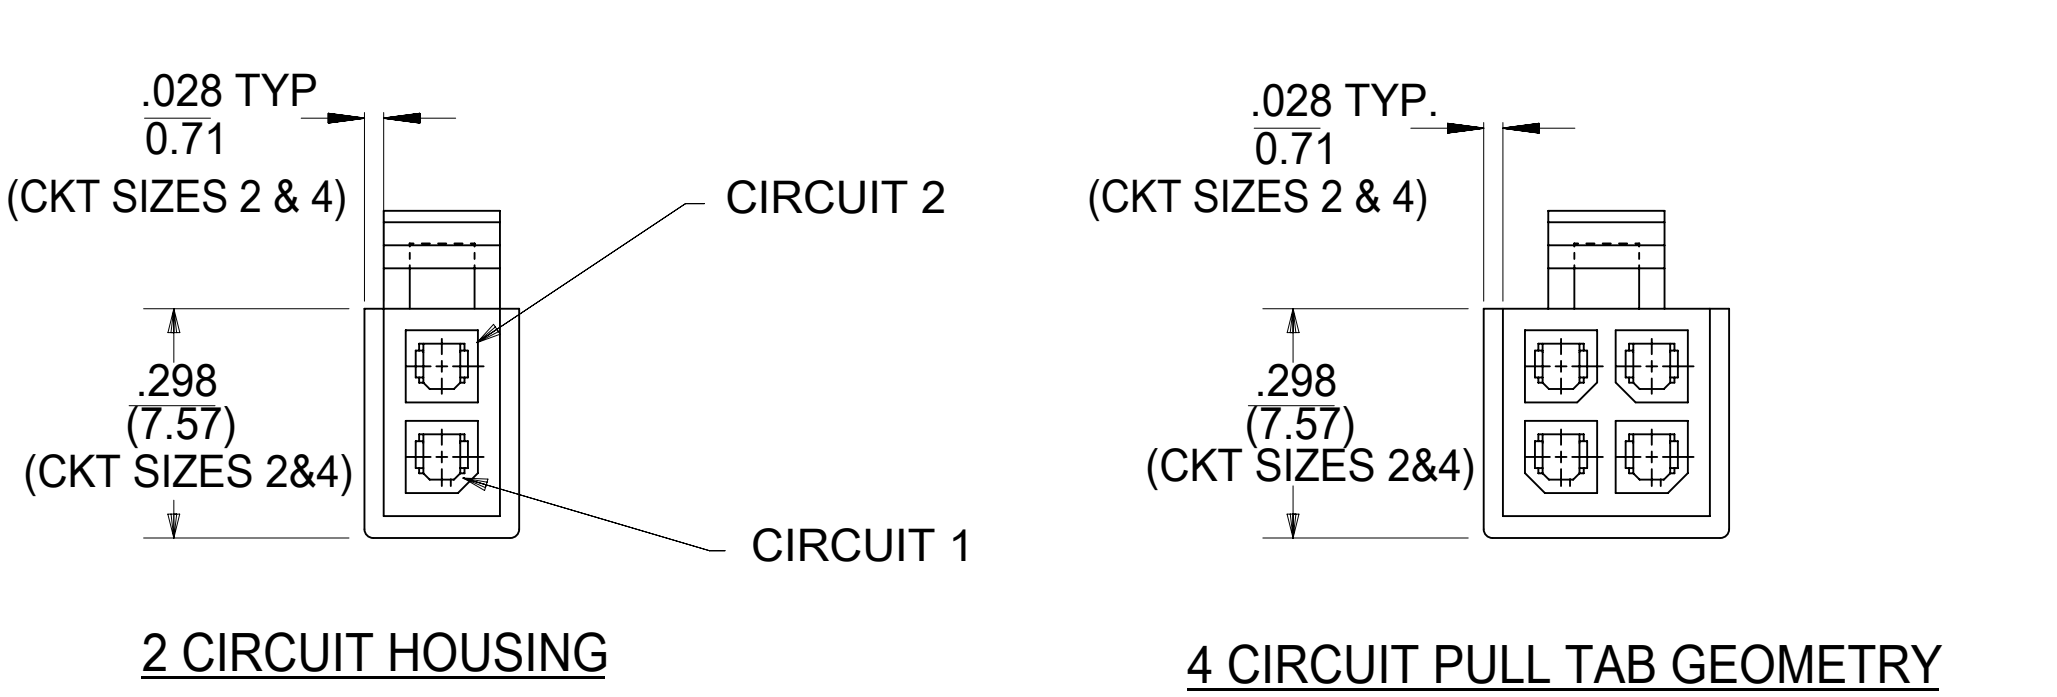 .028 TYP
0.71
(CKT SIZES 2 & 4)
CIRCUIT 2
.298
(7.57)
(CKT SIZES 2&4)
CIRCUIT 1
2 CIRCUIT HOUSING
.028 TYP.
0.71
(CKT SIZES 2 & 4)
.298
(7.57)
(CKT SIZES 2&4)
4 CIRCUIT PULL TAB GEOMETRY